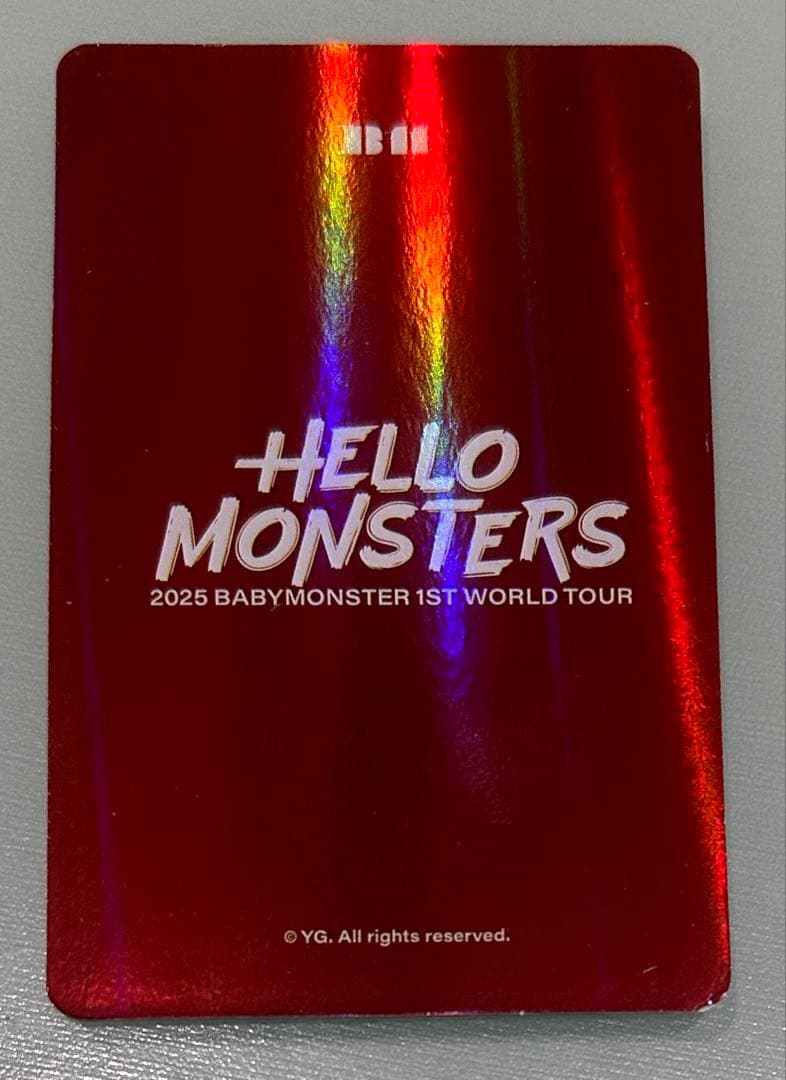 HELLO
MONSTERS
2025 BABYMONSTER 1ST WORLD TOUR
© YG. All rights reserved.